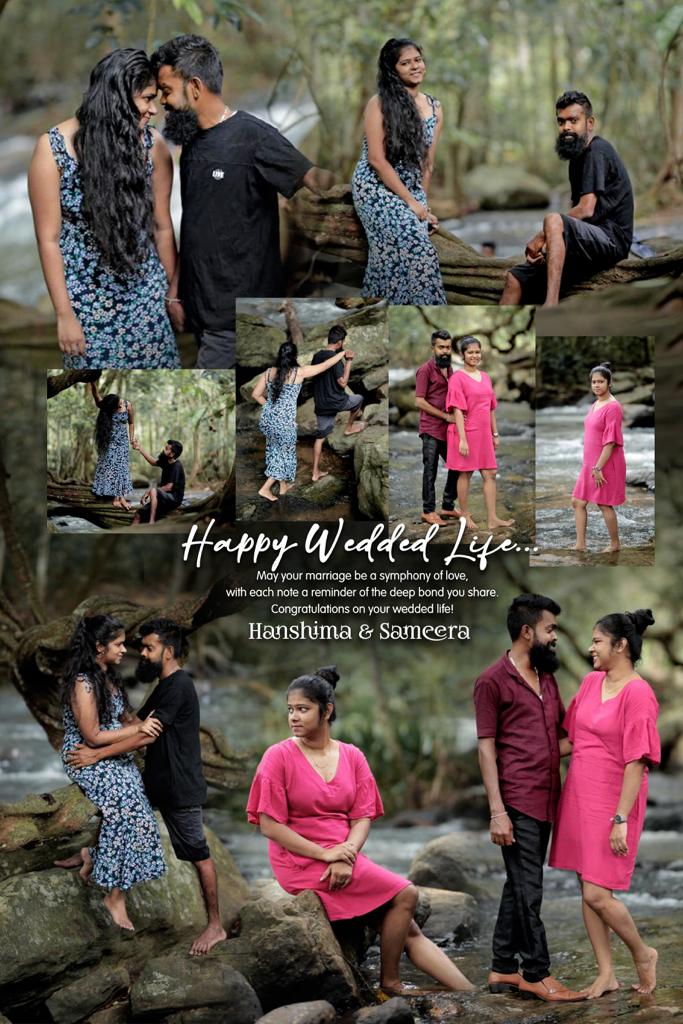 LIVE
Happy Wedded Life...
May your marriage be a symphony of love,
with each note a reminder of the deep bond you share.
Congratulations on your wedded life!
Hanshima & Sameera